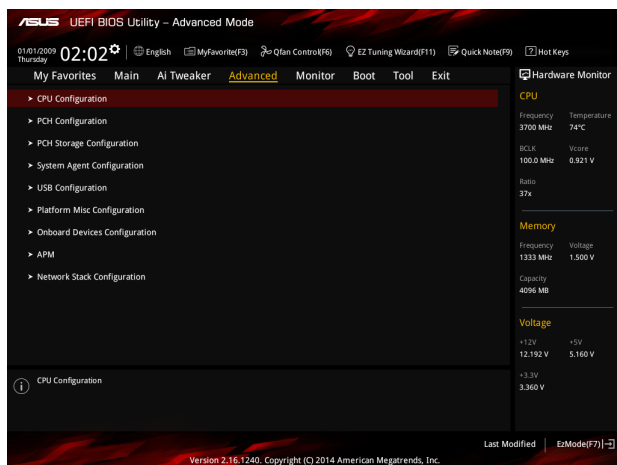 ASUS UEFI BIOS Utility – Advanced Mode
01/01/2009 Thursday 02:02 English MyFavorite(F3) Qfan Control(F6) EZ Tuning Wizard(F11) Quick Note(F9) ? Hot Keys
My Favorites Main Ai Tweaker Advanced Monitor Boot Tool Exit
> CPU Configuration
> PCH Configuration
> PCH Storage Configuration
> System Agent Configuration
> USB Configuration
> Platform Misc Configuration
> Onboard Devices Configuration
> APM
> Network Stack Configuration
i CPU Configuration
Hardware Monitor
CPU
Frequency Temperature
3700 MHz 74°C
BCLK Vcore
100.0 MHz 0.921 V
Ratio
37x
Memory
Frequency Voltage
1333 MHz 1.500 V
Capacity
4096 MB
Voltage
+12V +5V
12.192 V 5.160 V
+3.3V
3.360 V
Last Modified EzMode(F7)
Version 2.16.1240. Copyright (C) 2014 American Megatrends, Inc.